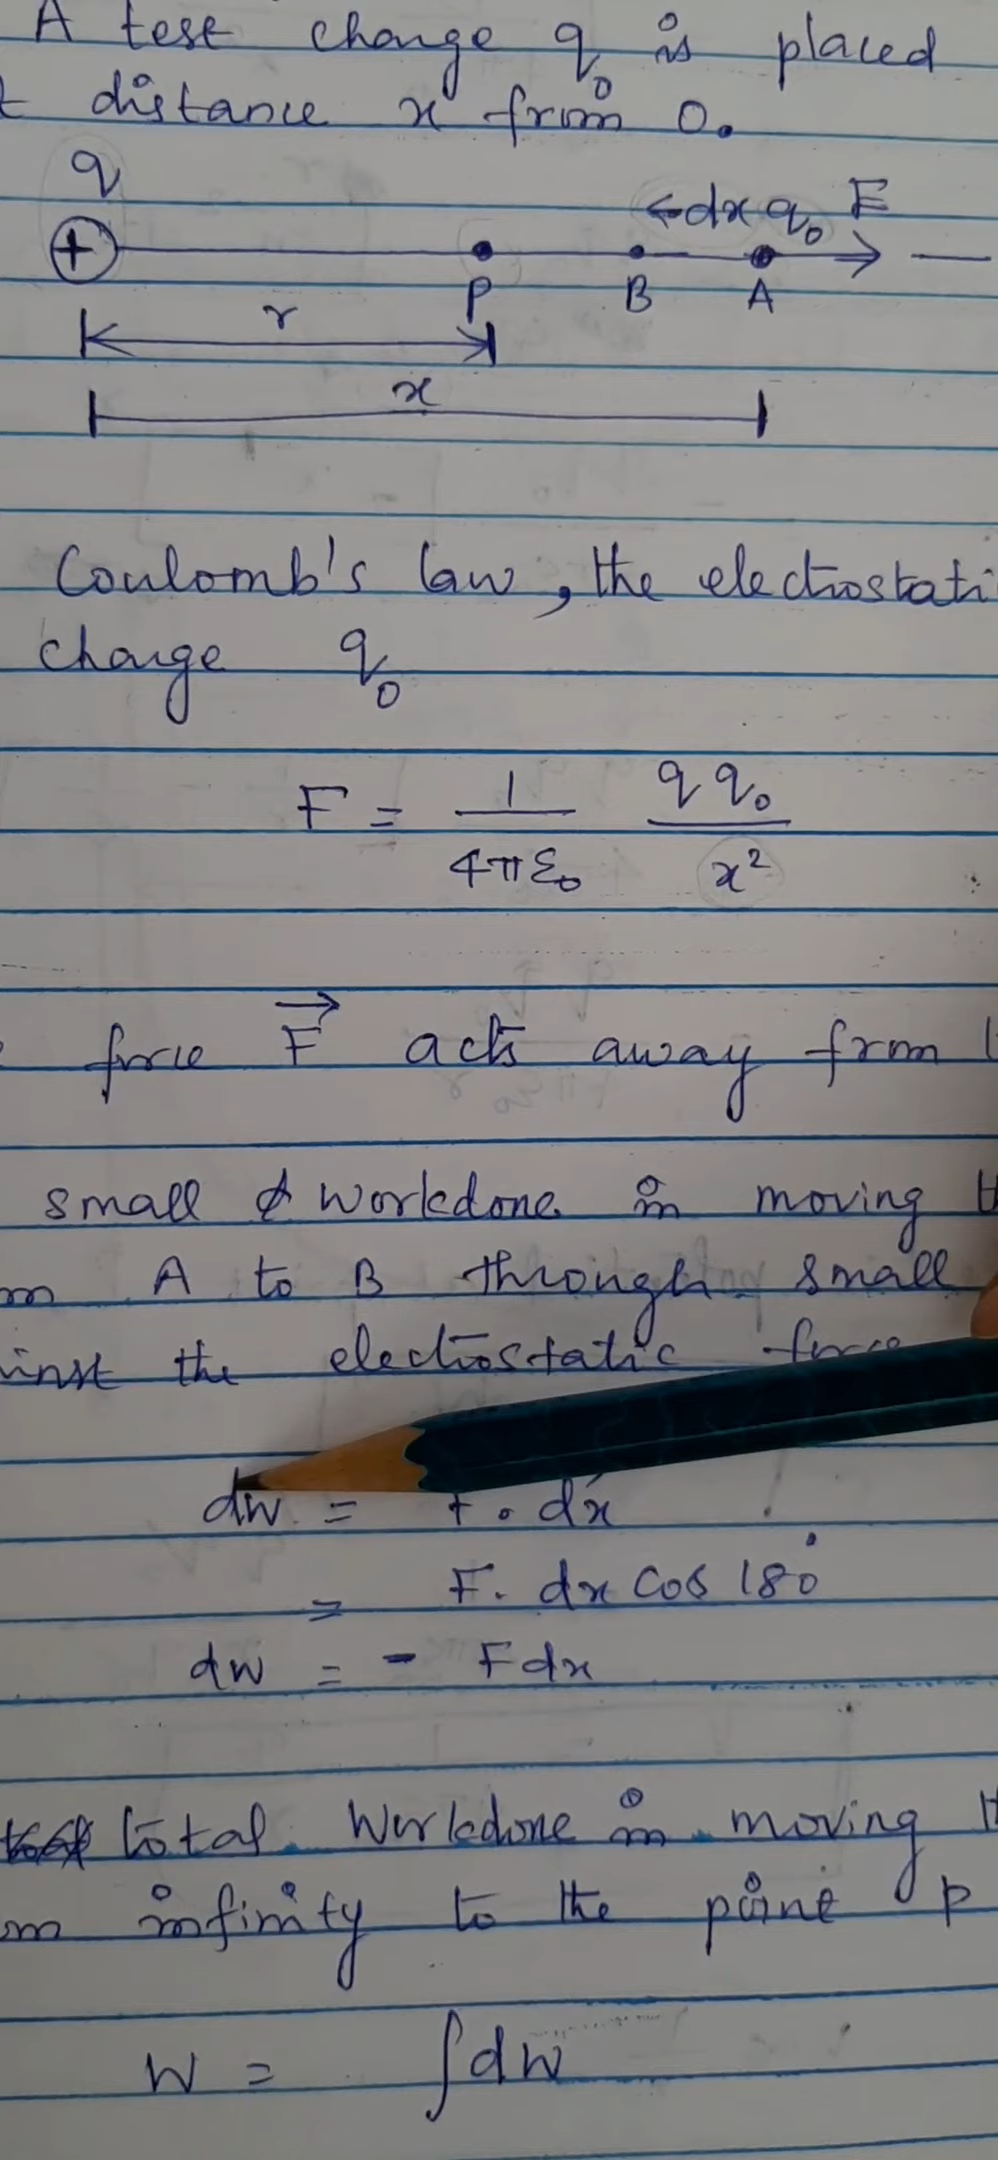 A test charge q₀ is placed
t distance x from O.
q
+ ←dx q₀ E
P B A
r
x
Coulomb's law, the electrostati
charge q₀
F = 1/4πε₀ qq₀/x²
force F⃗ acts away from
small workdone in moving t
m A to B through small
inst the electrostatic force
dw = F . dx
= F. dx cos 180°
dw = - Fdx
total workdone in moving t
m infinity to the point P
W = ∫dw